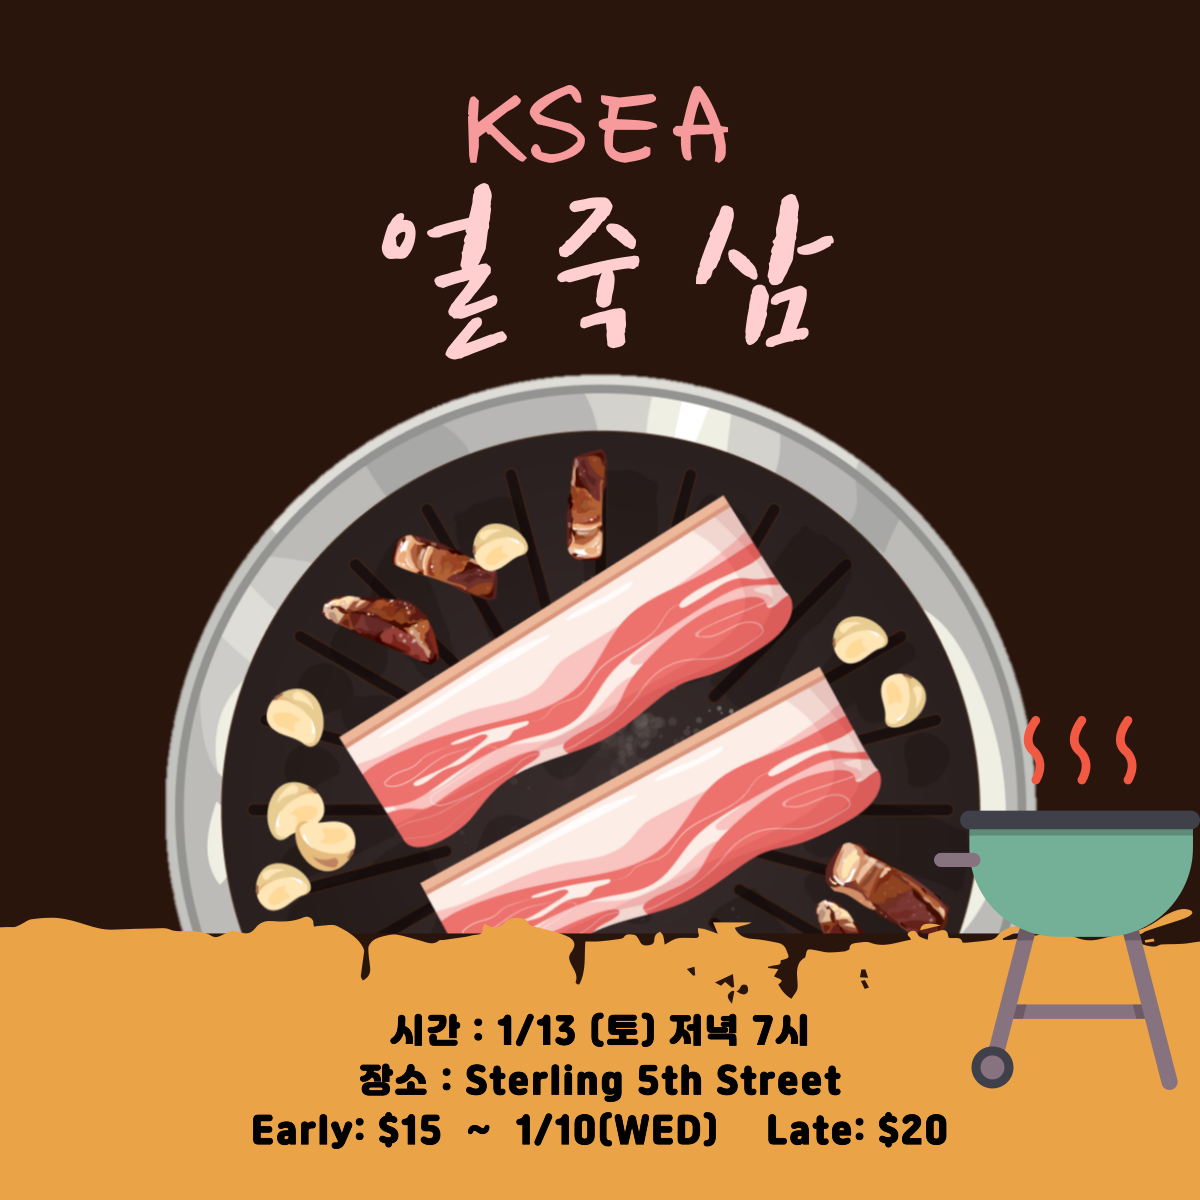 KSEA
얼 죽 삼
시간 : 1/13 (토) 저녁 7시
장소 : Sterling 5th Street
Early: $15 ~ 1/10(WED) Late: $20